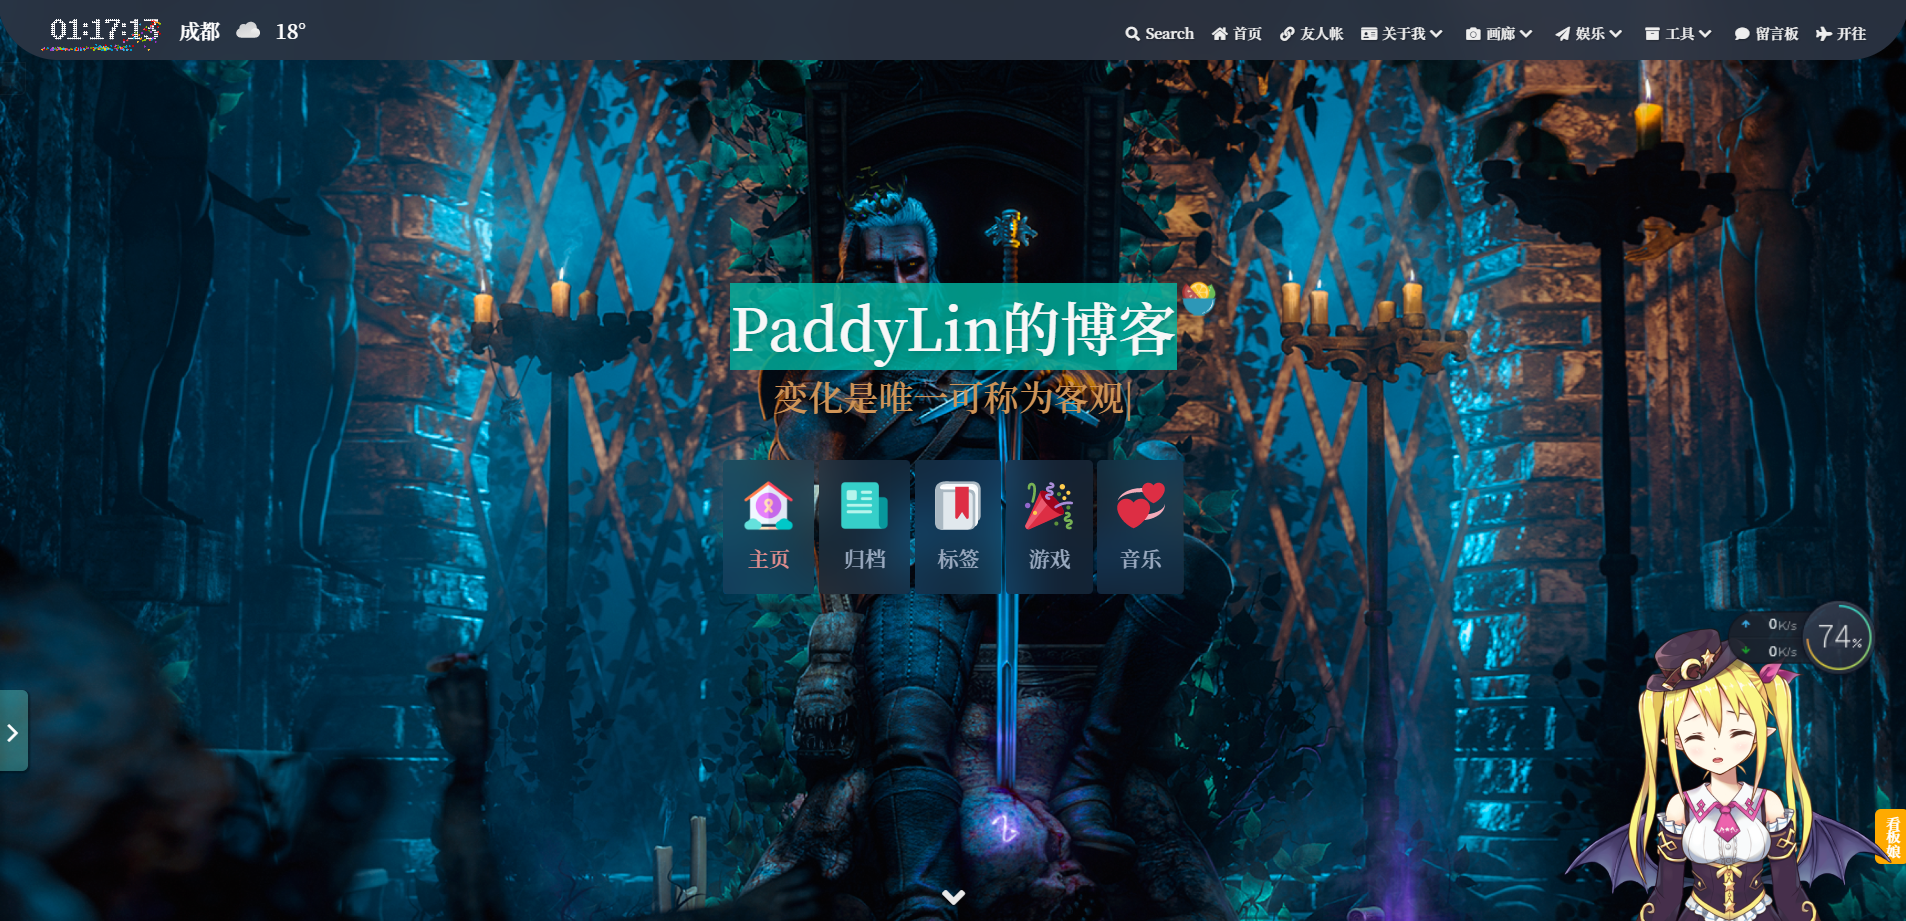 01:17:13 成都 18°
Search 首页 友人帐 关于我 画廊 娱乐 工具 留言板 开往
PaddyLin的博客
变化是唯一可称为客观|
主页 归档 标签 游戏 音乐
0K/s
0K/s
74%
看板娘